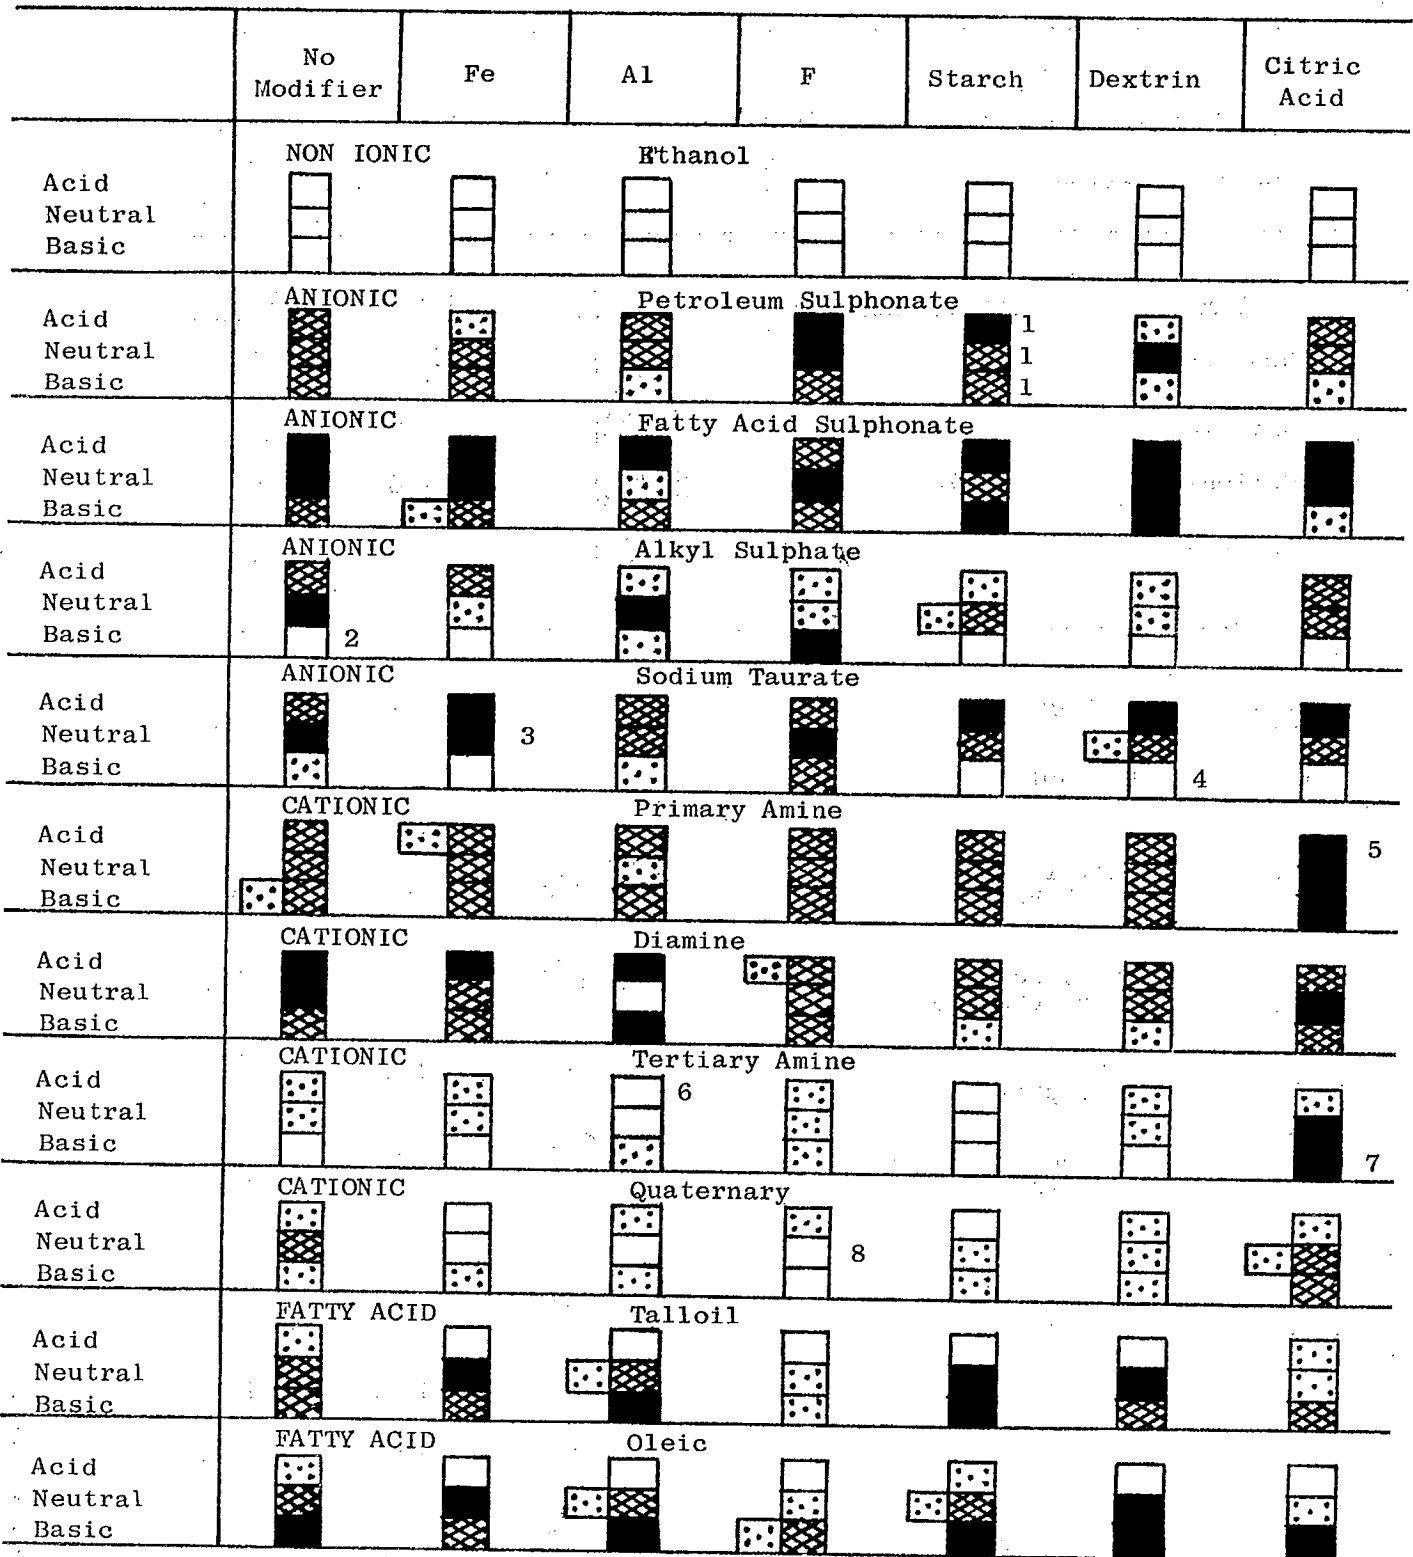 No Modifier Fe Al F Starch Dextrin Citric Acid
NON IONIC Ethanol
Acid
Neutral
Basic
ANIONIC Petroleum Sulphonate
Acid 1
Neutral 1
Basic 1
ANIONIC Fatty Acid Sulphonate
Acid
Neutral
Basic
ANIONIC Alkyl Sulphate
Acid
Neutral
Basic 2
ANIONIC Sodium Taurate
Acid
Neutral 3
Basic 4
CATIONIC Primary Amine
Acid 5
Neutral
Basic
CATIONIC Diamine
Acid
Neutral
Basic
CATIONIC Tertiary Amine
Acid 6
Neutral
Basic 7
CATIONIC Quaternary
Acid
Neutral 8
Basic
FATTY ACID Talloil
Acid
Neutral
Basic
FATTY ACID Oleic
Acid
Neutral
Basic